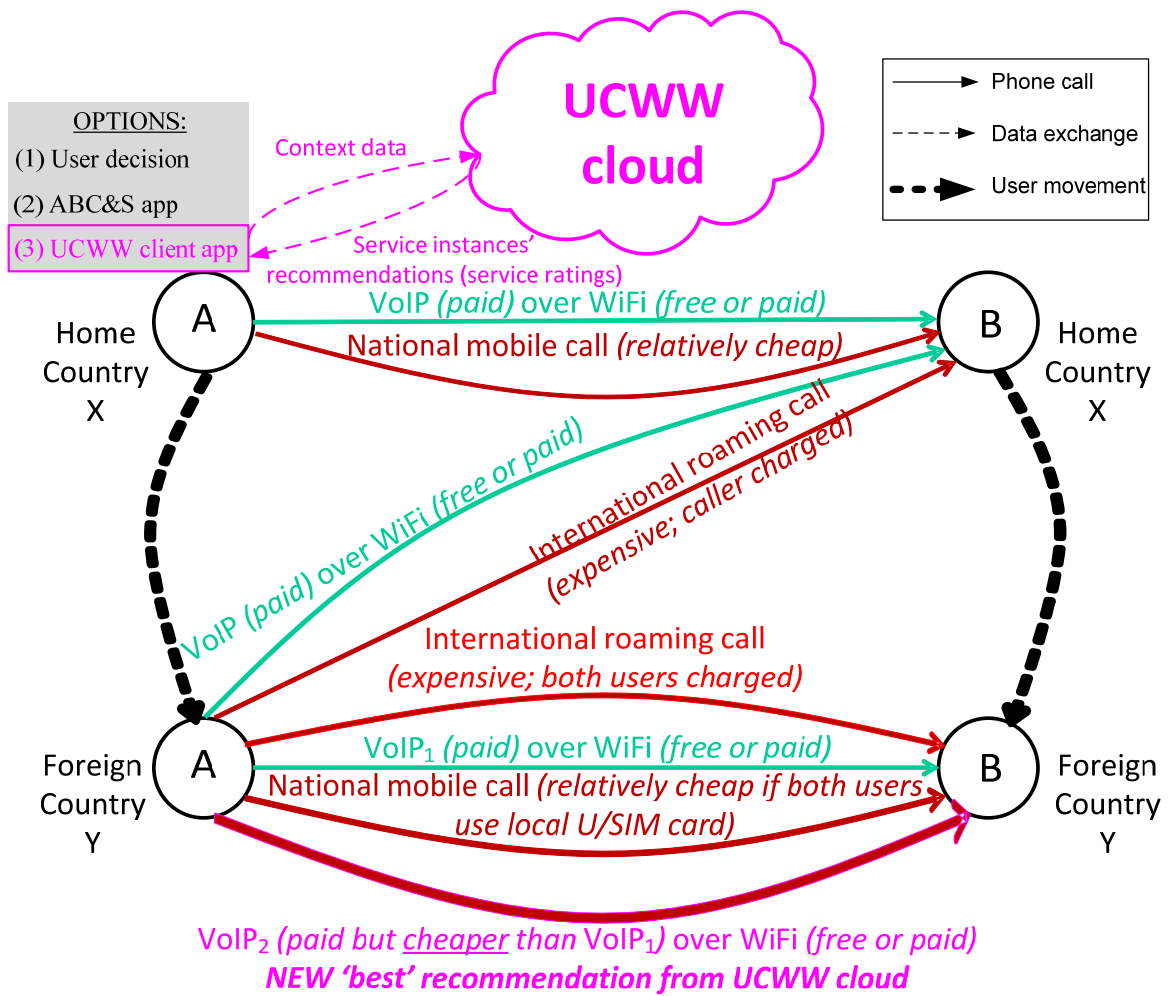 UCWW
cloud
Phone call
Data exchange
User movement
OPTIONS:
(1) User decision
(2) ABC&S app
(3) UCWW client app
Context data
Service instances’
recommendations (service ratings)
A
Home
Country
X
VoIP (paid) over WiFi (free or paid)
National mobile call (relatively cheap)
B
Home
Country
X
VoIP (paid) over WiFi (free or paid)
International roaming call
(expensive; caller charged)
International roaming call
(expensive; both users charged)
A
Foreign
Country
Y
VoIP₁ (paid) over WiFi (free or paid)
National mobile call (relatively cheap if both users
use local U/SIM card)
B
Foreign
Country
Y
VoIP₂ (paid but cheaper than VoIP₁) over WiFi (free or paid)
NEW ‘best’ recommendation from UCWW cloud